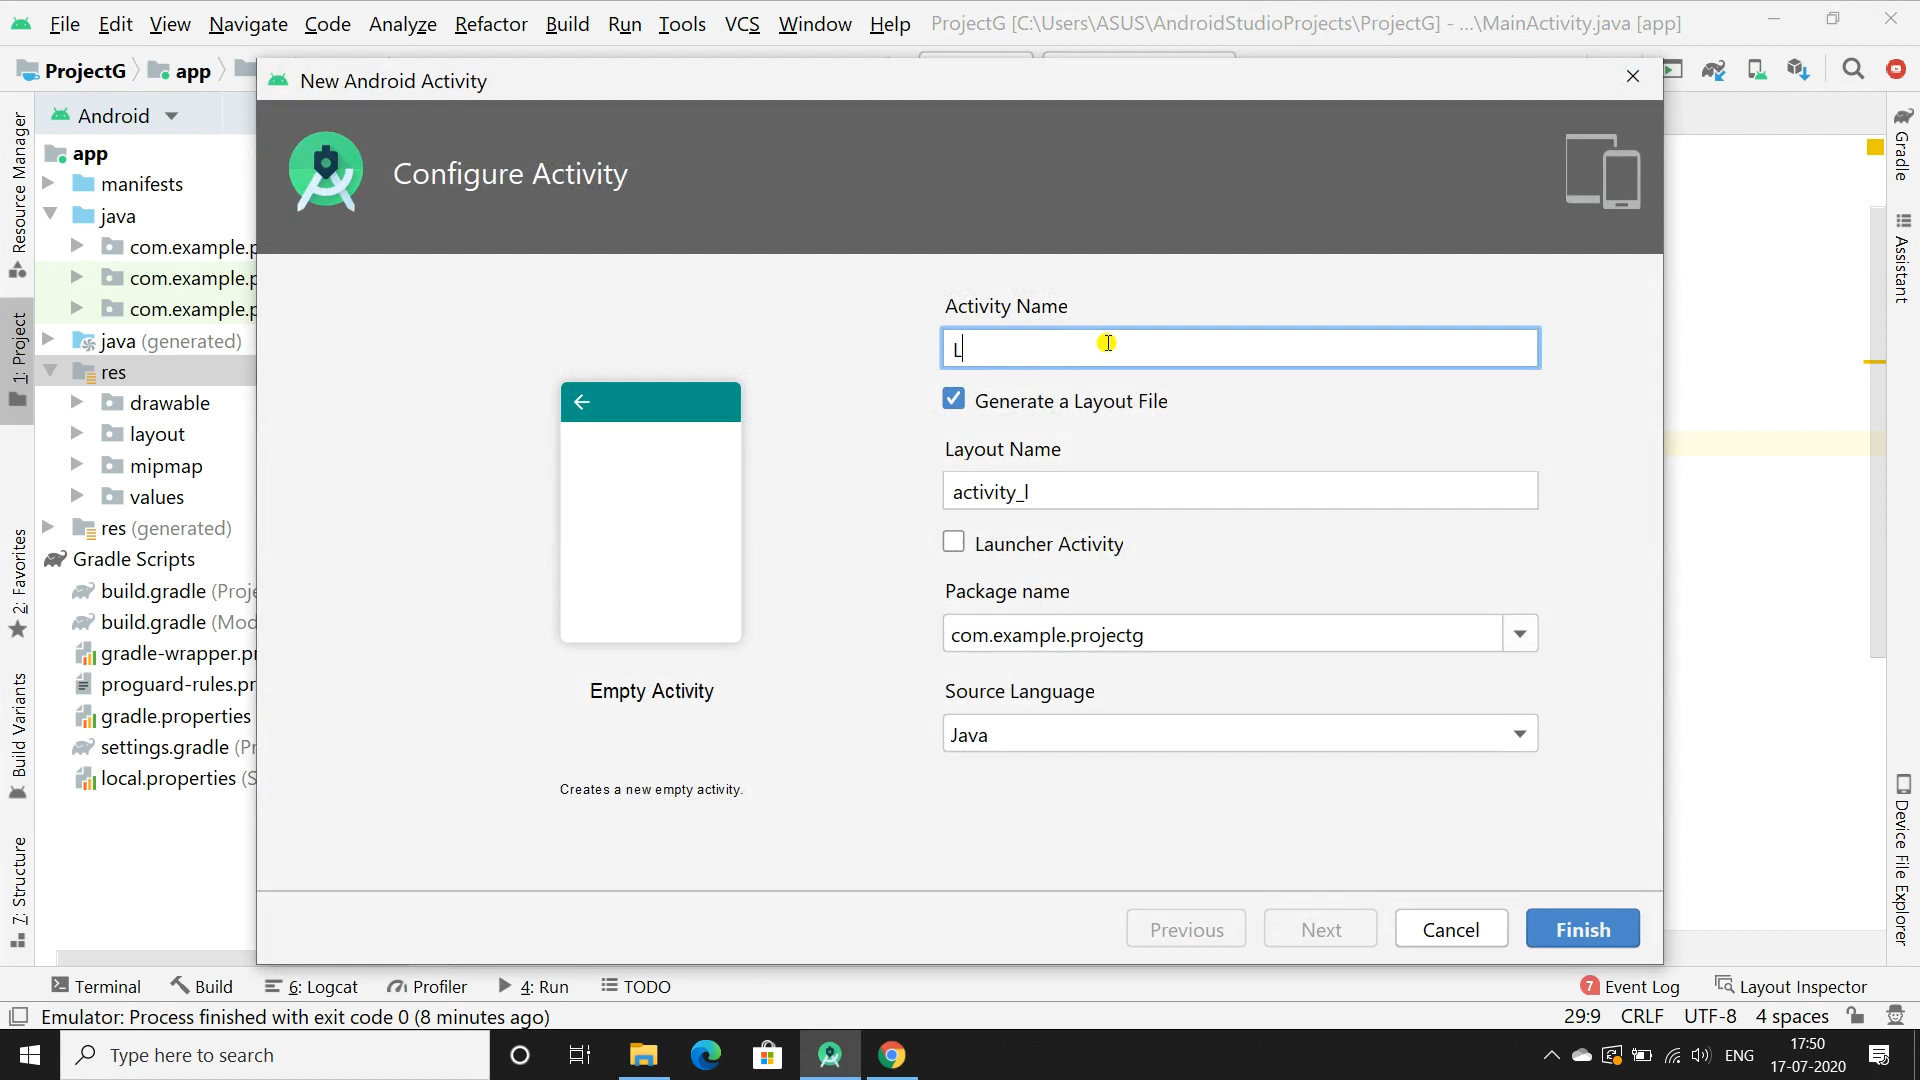 File Edit View Navigate Code Analyze Refactor Build Run Tools VCS Window Help ProjectG [C:\Users\ASUS\AndroidStudioProjects\ProjectG] - ...\MainActivity.java [app]
ProjectG app
New Android Activity
Configure Activity
Resource Manager
1: Project
2: Favorites
Build Variants
7: Structure
Android
app
manifests
java
com.example.p
com.example.p
com.example.p
java (generated)
res
drawable
layout
mipmap
values
res (generated)
Gradle Scripts
build.gradle (Proje
build.gradle (Mod
gradle-wrapper.pr
proguard-rules.pr
gradle.properties
settings.gradle (Pr
local.properties (S
Empty Activity
Creates a new empty activity.
Activity Name
L
Generate a Layout File
Layout Name
activity_l
Launcher Activity
Package name
com.example.projectg
Source Language
Java
Previous Next Cancel Finish
Gradle
Assistant
Device File Explorer
Terminal Build 6: Logcat Profiler 4: Run TODO 7 Event Log Layout Inspector
Emulator: Process finished with exit code 0 (8 minutes ago) 29:9 CRLF UTF-8 4 spaces
Type here to search ENG 17:50
17-07-2020